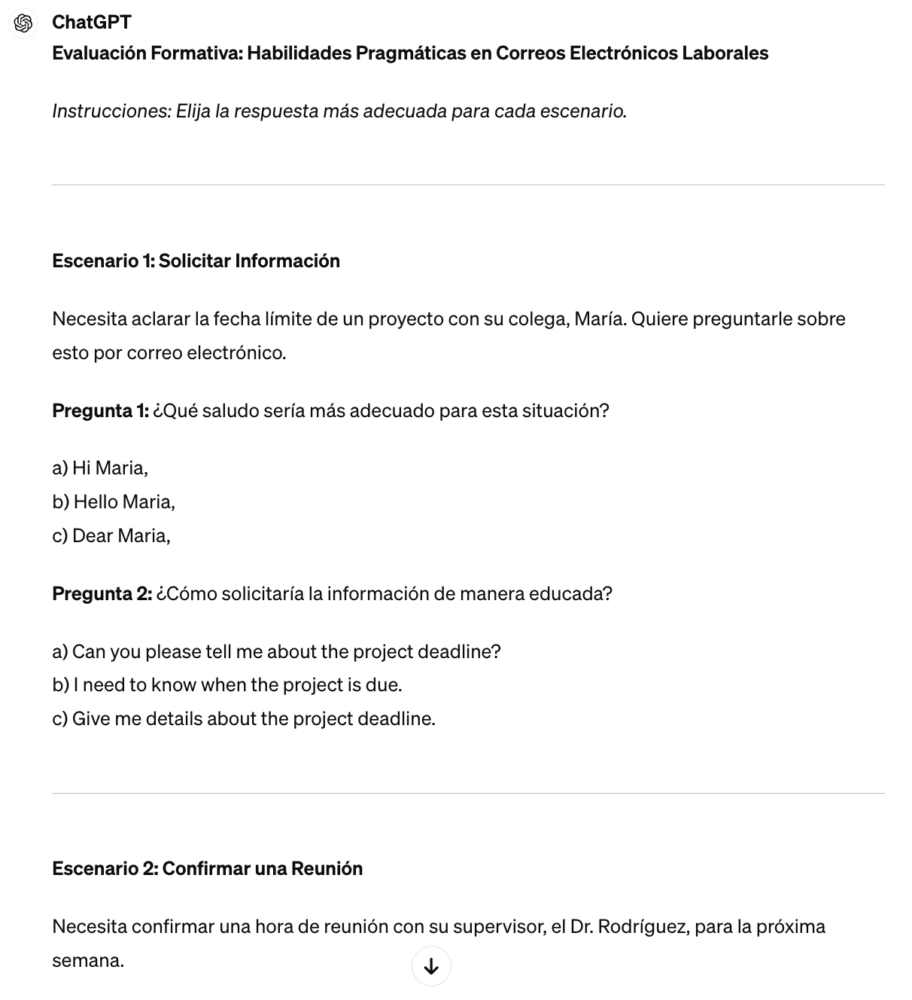 ChatGPT
Evaluación Formativa: Habilidades Pragmáticas en Correos Electrónicos Laborales
Instrucciones: Elija la respuesta más adecuada para cada escenario.
Escenario 1: Solicitar Información
Necesita aclarar la fecha límite de un proyecto con su colega, María. Quiere preguntarle sobre
esto por correo electrónico.
Pregunta 1: ¿Qué saludo sería más adecuado para esta situación?
a) Hi Maria,
b) Hello Maria,
c) Dear Maria,
Pregunta 2: ¿Cómo solicitaría la información de manera educada?
a) Can you please tell me about the project deadline?
b) I need to know when the project is due.
c) Give me details about the project deadline.
Escenario 2: Confirmar una Reunión
Necesita confirmar una hora de reunión con su supervisor, el Dr. Rodríguez, para la próxima
semana.